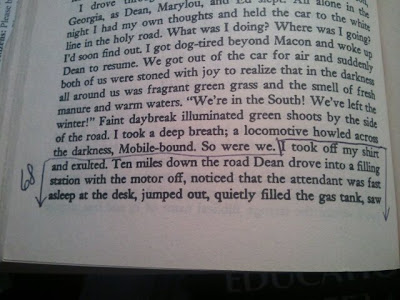 I drove through
Georgia, as Dean, Marylou, and Ed slept. All alone in the
night I had my own thoughts and held the car to the white
line in the holy road. What was I doing? Where was I going?
I'd soon find out. I got dog-tired beyond Macon and woke up
Dean to resume. We got out of the car for air and suddenly
both of us were stoned with joy to realize that in the darkness
all around us was fragrant green grass and the smell of fresh
manure and warm waters. "We're in the South! We've left the
winter!" Faint daybreak illuminated green shoots by the side
of the road. I took a deep breath; a locomotive howled across
the darkness, Mobile-bound. So were we. I took off my shirt
and exulted. Ten miles down the road Dean drove into a filling
station with the motor off, noticed that the attendant was fast
asleep at the desk, jumped out, quietly filled the gas tank, saw
68